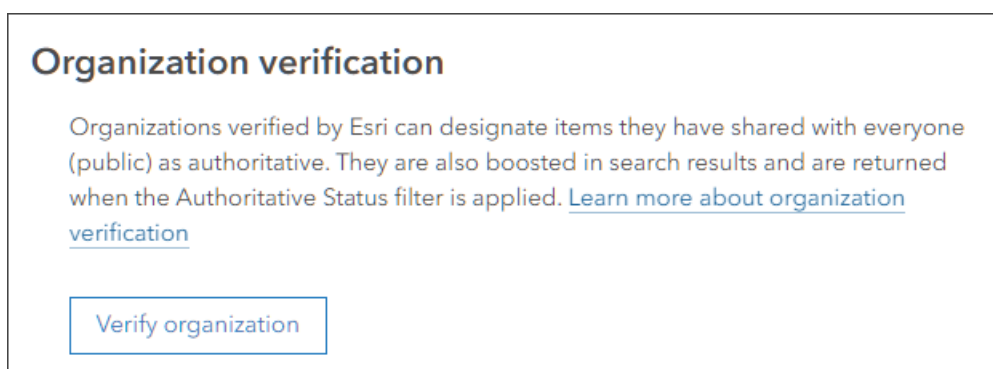 Organization verification
Organizations verified by Esri can designate items they have shared with everyone
(public) as authoritative. They are also boosted in search results and are returned
when the Authoritative Status filter is applied. Learn more about organization
verification
Verify organization